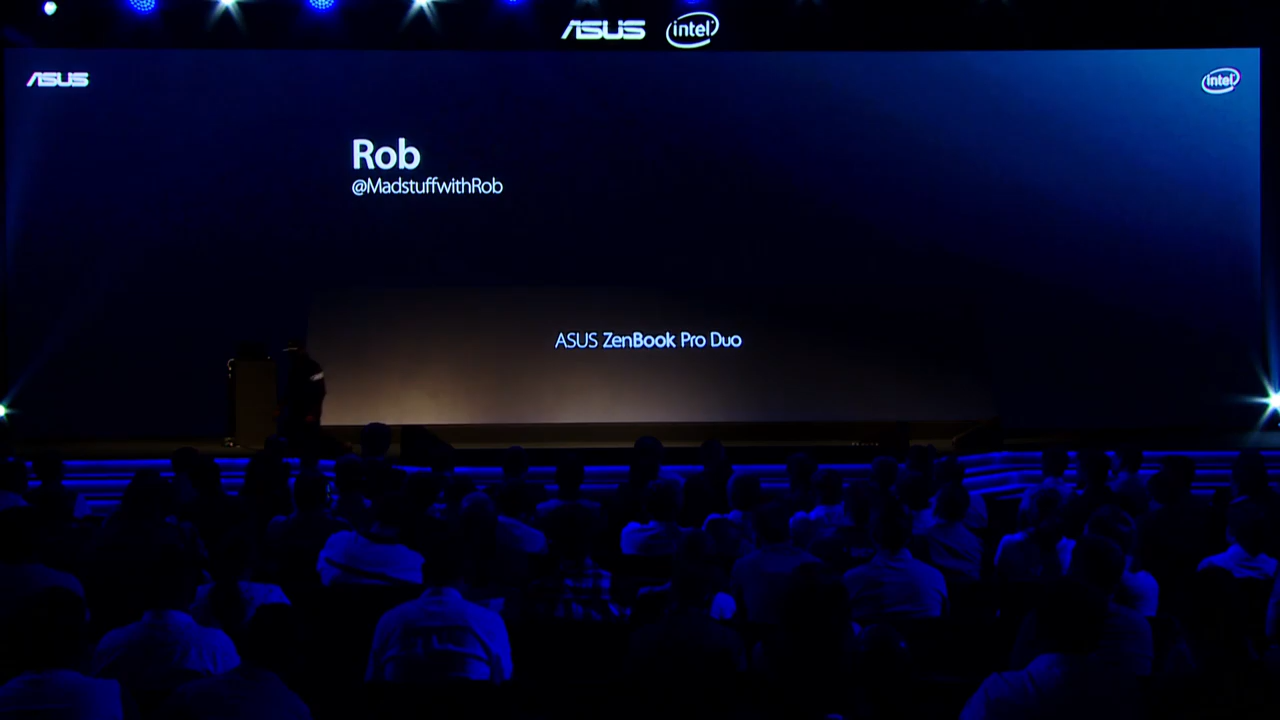 ASUS intel
ASUS
intel
Rob
@MadstuffwithRob
ASUS ZenBook Pro Duo